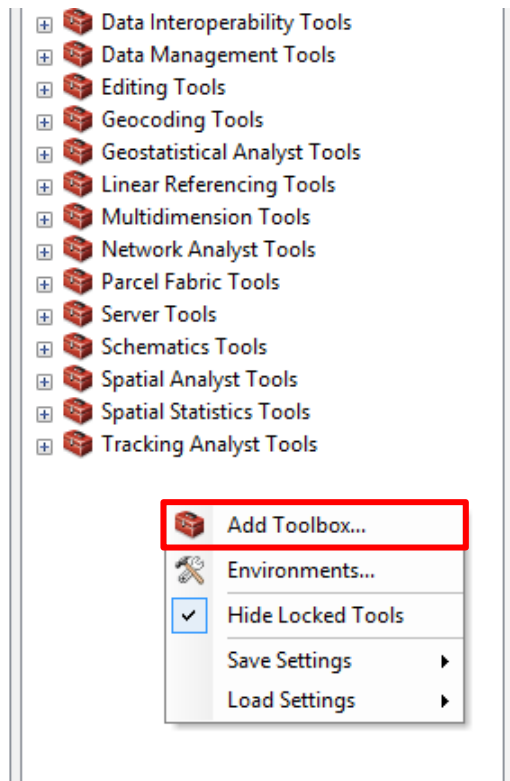 Data Interoperability Tools
Data Management Tools
Editing Tools
Geocoding Tools
Geostatistical Analyst Tools
Linear Referencing Tools
Multidimension Tools
Network Analyst Tools
Parcel Fabric Tools
Server Tools
Schematics Tools
Spatial Analyst Tools
Spatial Statistics Tools
Tracking Analyst Tools
Add Toolbox...
Environments...
Hide Locked Tools
Save Settings
Load Settings